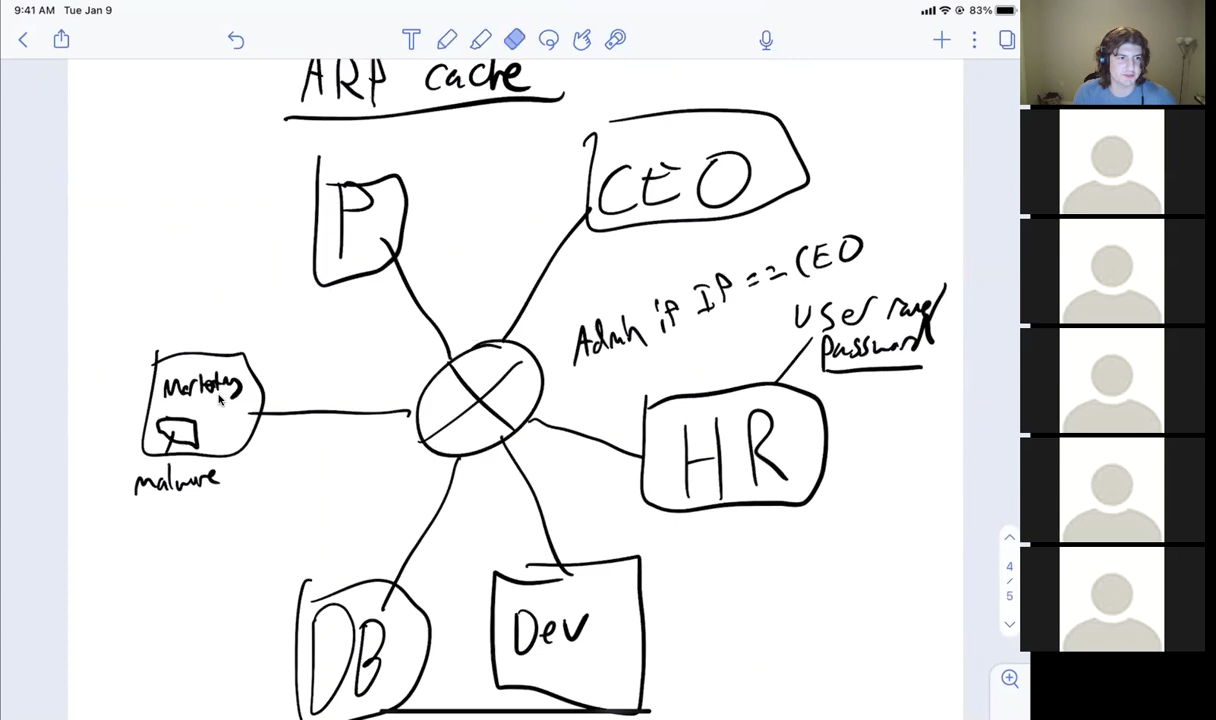 9:41 AM Tue Jan 9
83%
ARP cache
P
CEO
Admin if IP == CEO
User name/
Password
Marketing
malware
HR
DB
Dev
4
/
5